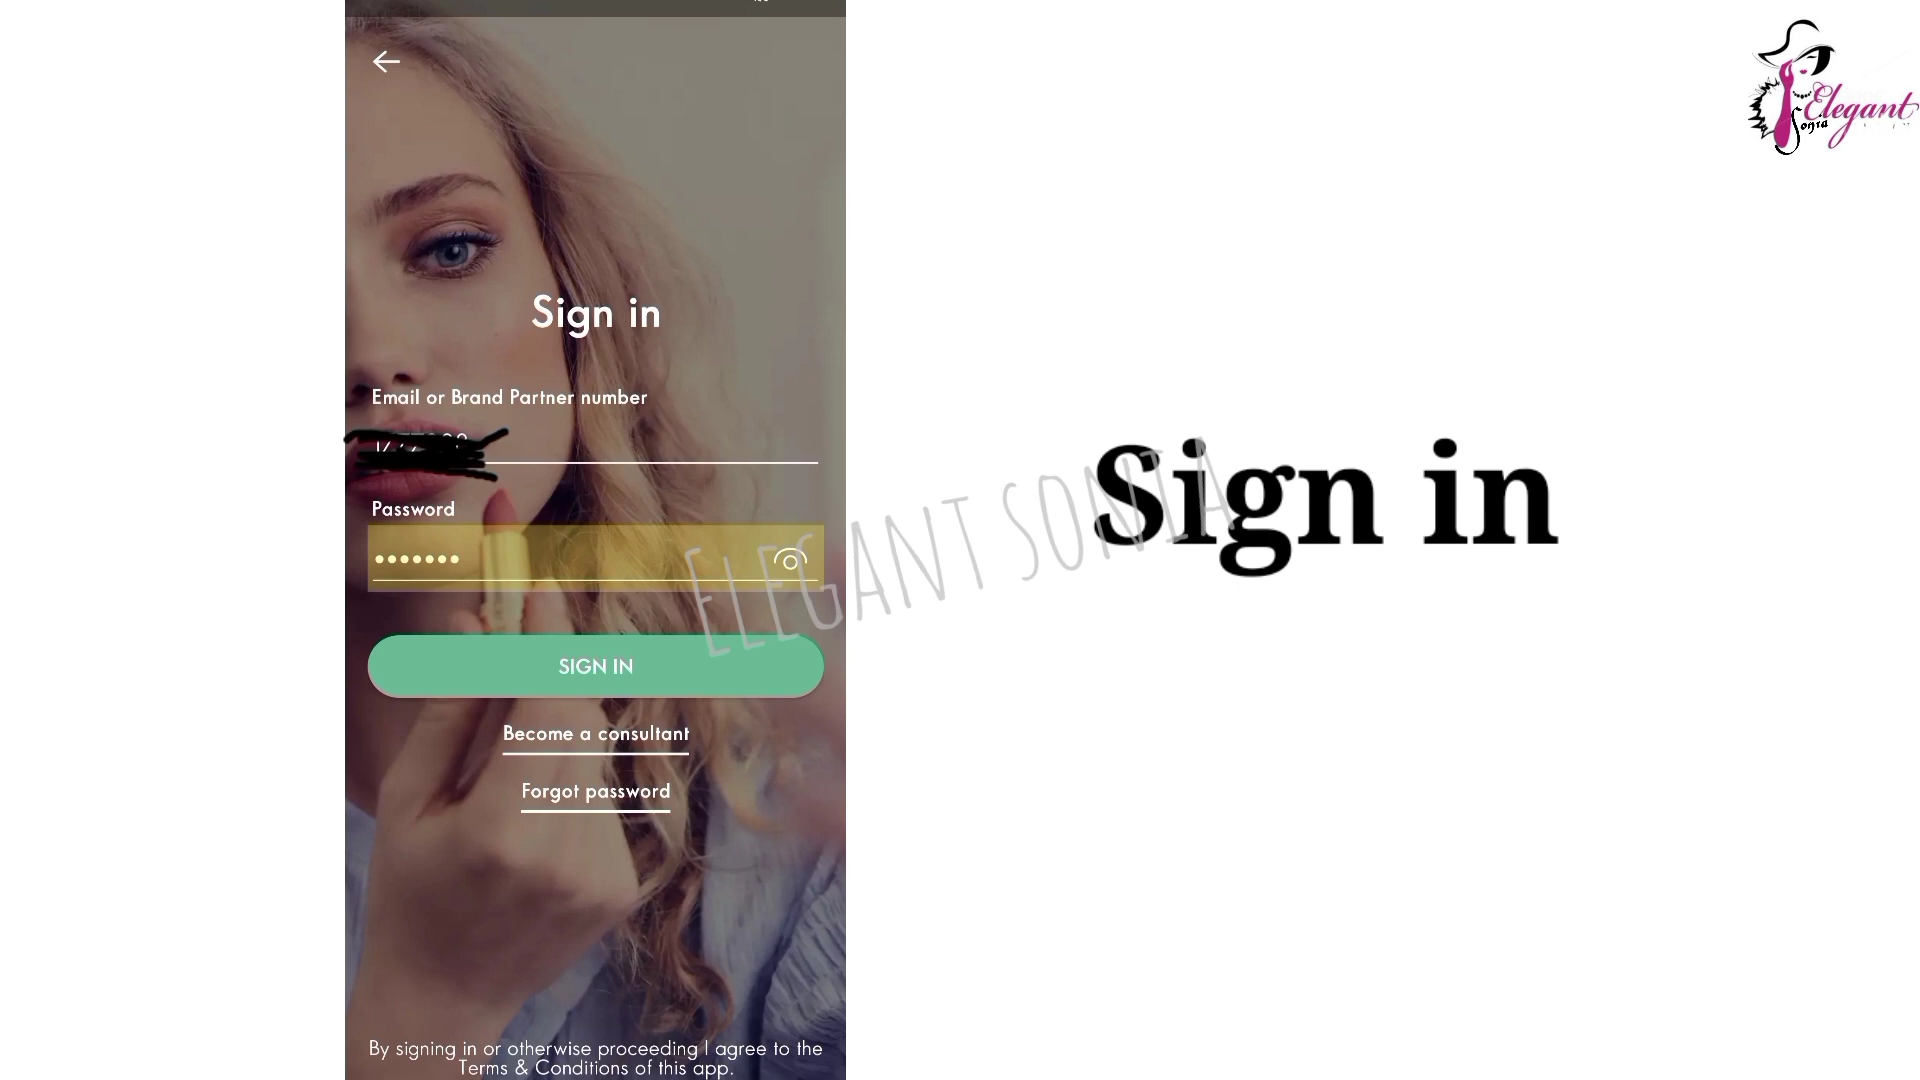 Sign in
Email or Brand Partner number
Password
SIGN IN
Become a consultant
Forgot password
By signing in or otherwise proceeding I agree to the
Terms & Conditions of this app.
ELEGANT SONIA
Sign in
Elegant
Sonia